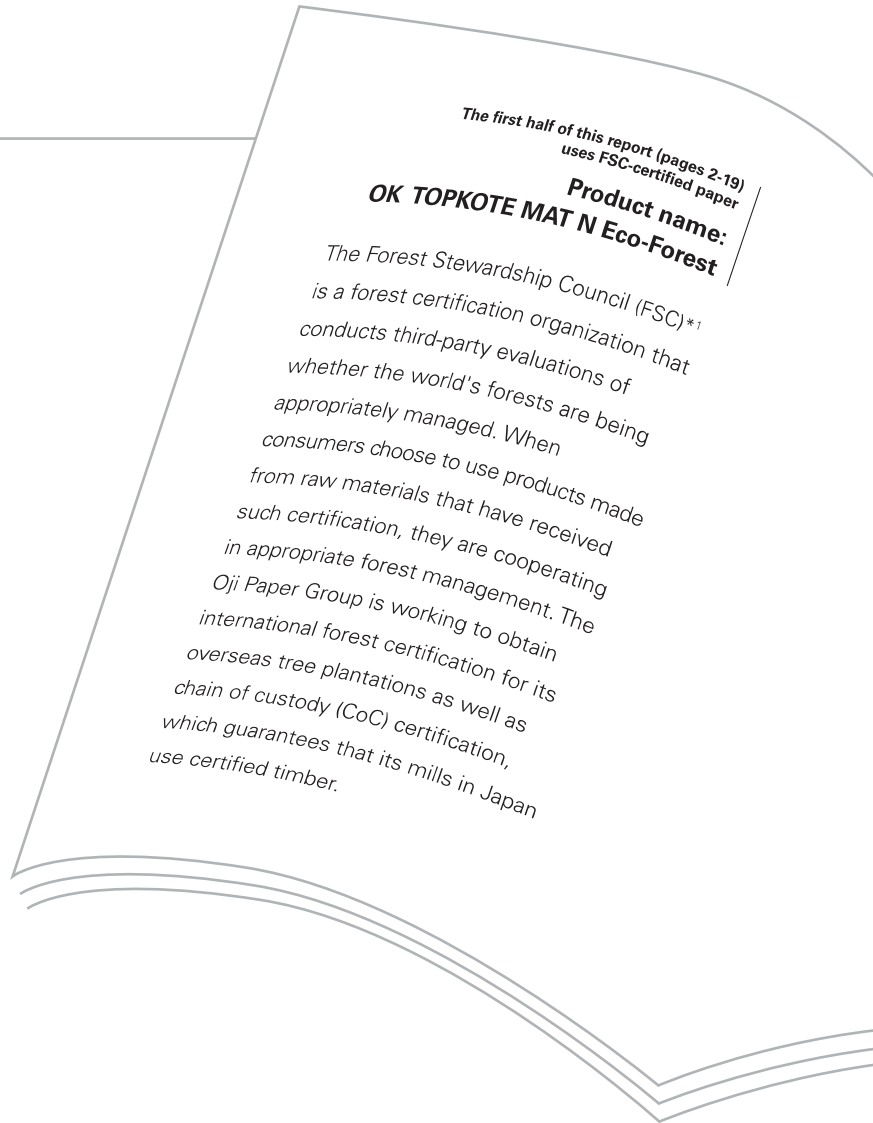 The first half of this report (pages 2-19)
uses FSC-certified paper
Product name:
OK TOPKOTE MAT N Eco-Forest
The Forest Stewardship Council (FSC)*1
is a forest certification organization that
conducts third-party evaluations of
whether the world's forests are being
appropriately managed. When
consumers choose to use products made
from raw materials that have received
such certification, they are cooperating
in appropriate forest management. The
Oji Paper Group is working to obtain
international forest certification for its
overseas tree plantations as well as
chain of custody (CoC) certification,
which guarantees that its mills in Japan
use certified timber.